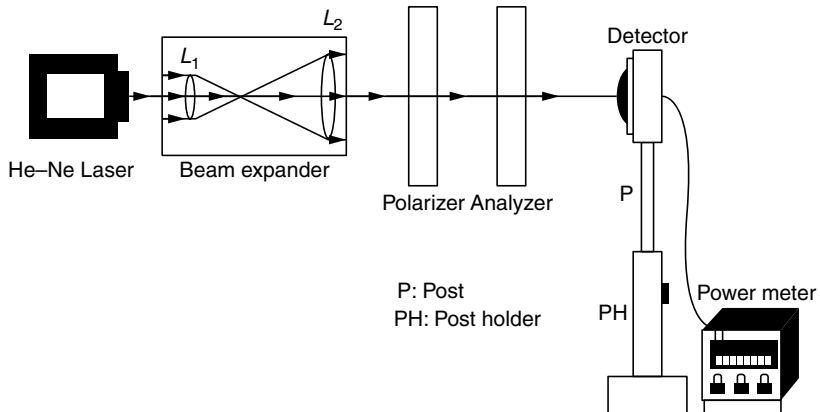 L2
L1
Detector
He–Ne Laser
Beam expander
Polarizer Analyzer
P
P: Post
PH: Post holder
PH
Power meter